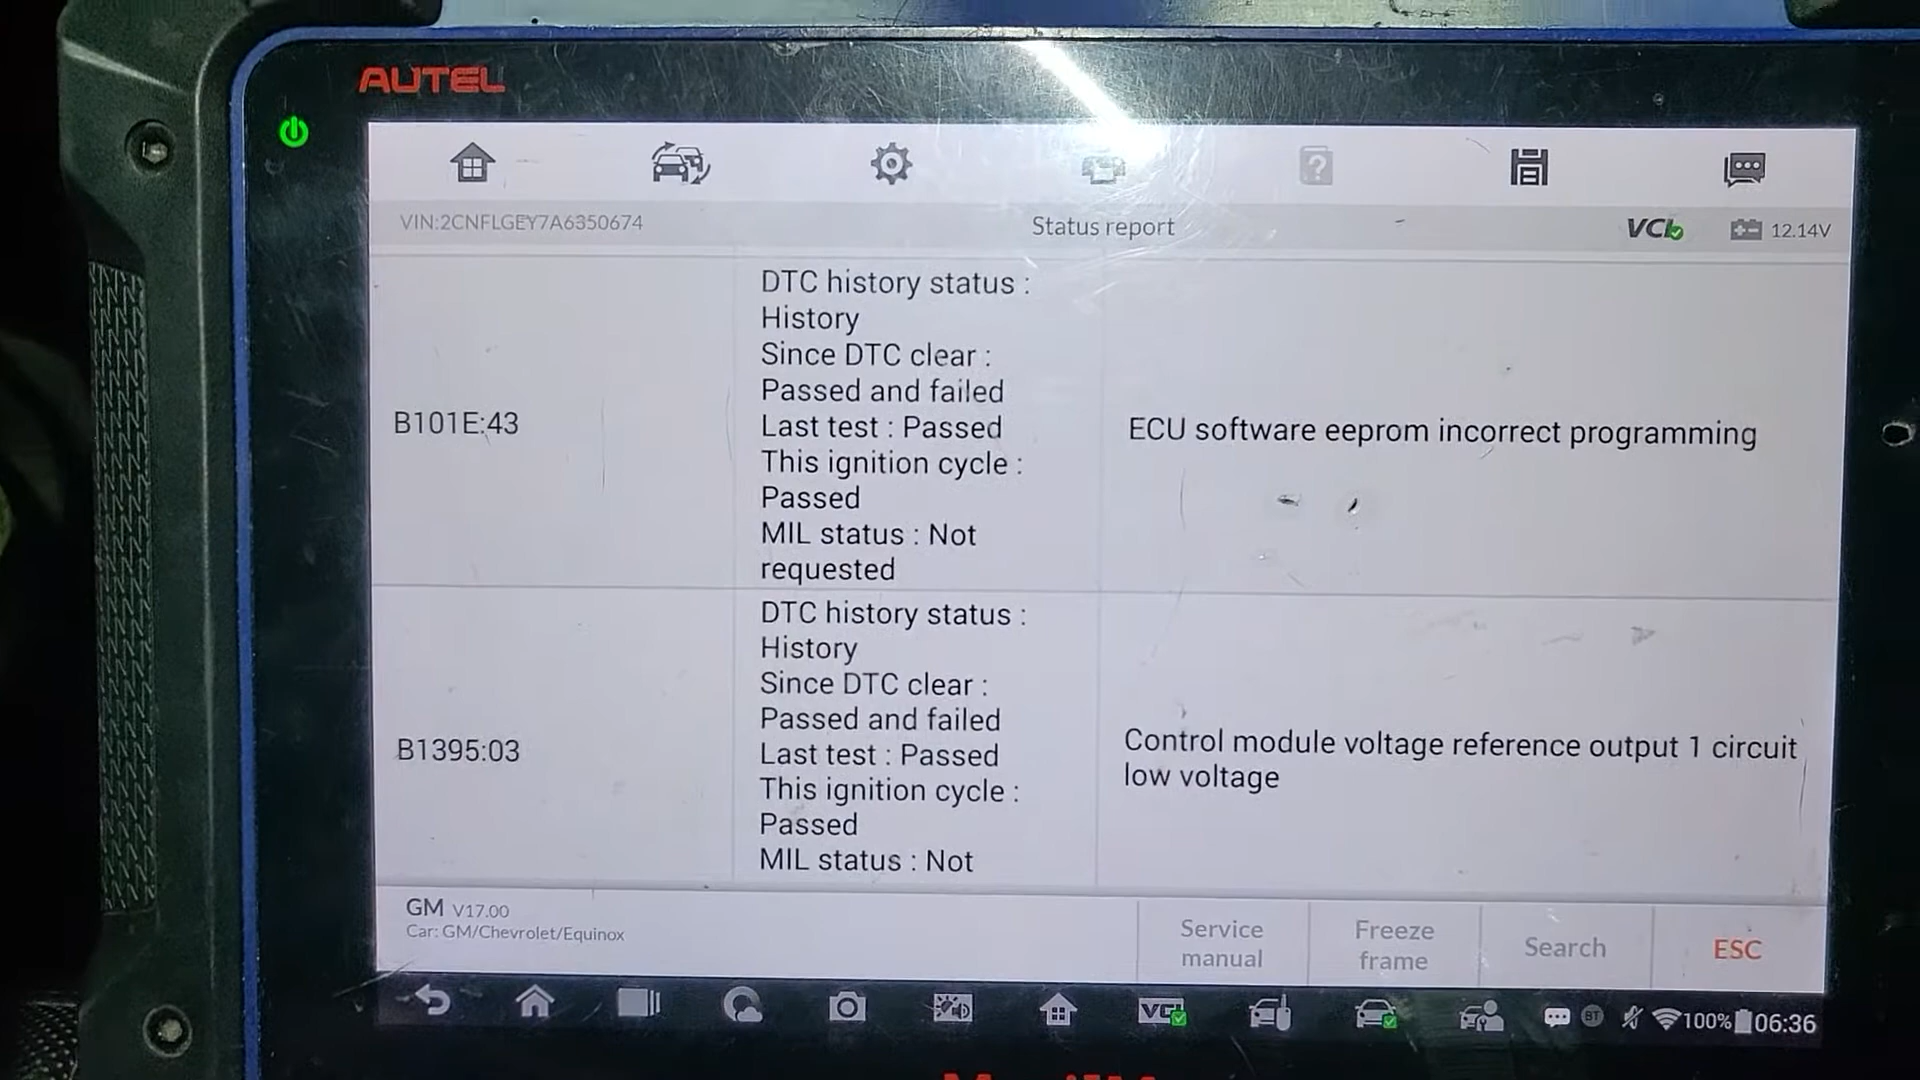 AUTEL
VIN:2CNFLGEY7A6350674
Status report
VCI
12.14V
B101E:43
DTC history status :
History
Since DTC clear :
Passed and failed
Last test : Passed
This ignition cycle :
Passed
MIL status : Not
requested
ECU software eeprom incorrect programming
B1395:03
DTC history status :
History
Since DTC clear :
Passed and failed
Last test : Passed
This ignition cycle :
Passed
MIL status : Not
Control module voltage reference output 1 circuit
low voltage
GM V17.00
Car: GM/Chevrolet/Equinox
Service
manual
Freeze
frame
Search
ESC
VCI
BT
100%
06:36